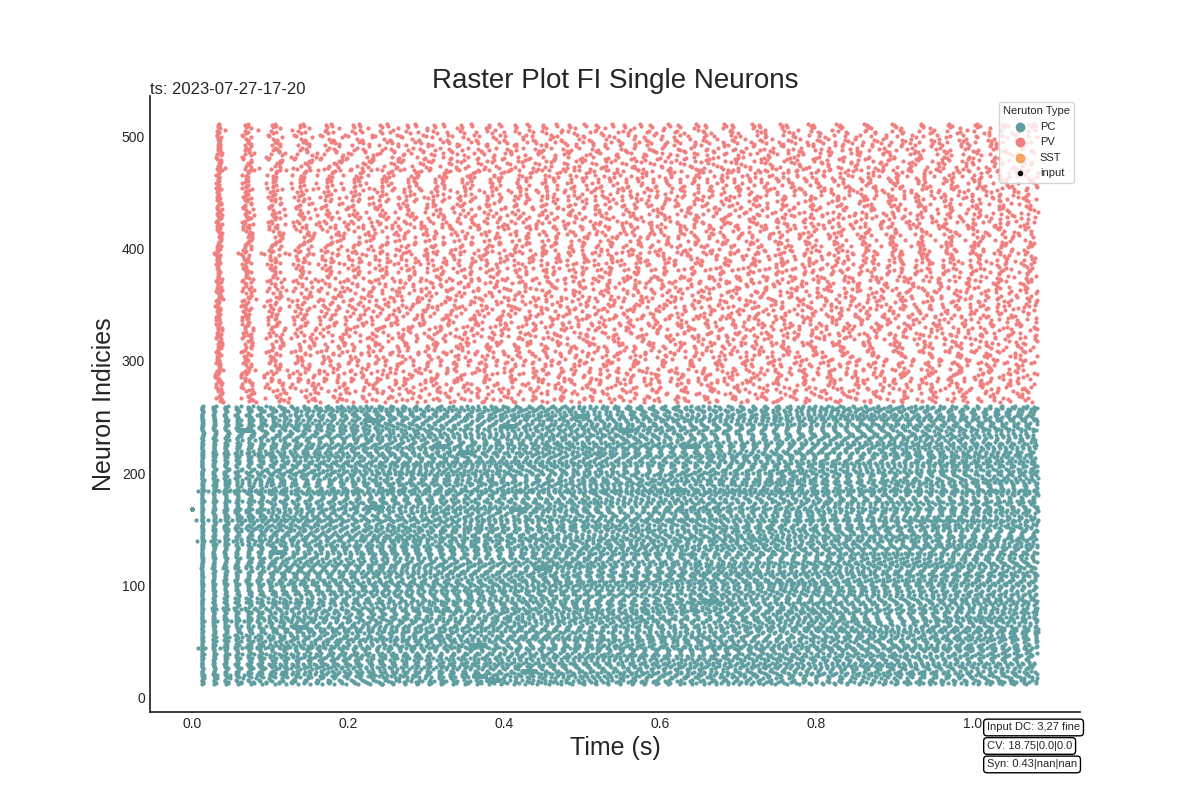 Raster Plot FI Single Neurons
ts: 2023-07-27-17-20
Neruton Type
PC
PV
SST
input
500
400
300
200
100
0
Neuron Indicies
0.0 0.2 0.4 0.6 0.8 1.0
Time (s)
Input DC: 3,27 fine
CV: 18.75|0.0|0.0
Syn: 0.43|nan|nan